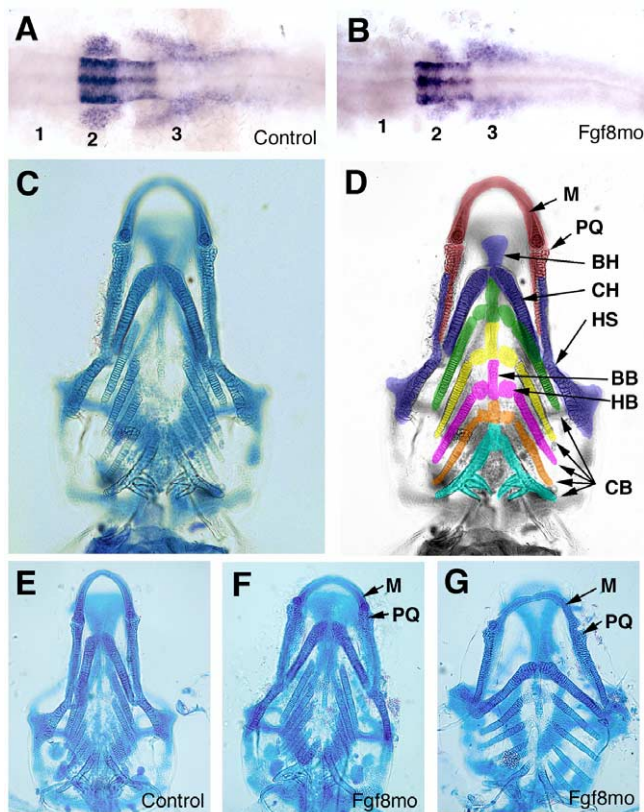 A
1
2
3
Control
B
1
2
3
Fgf8mo
C
D
M
PQ
BH
CH
HS
BB
HB
CB
E
Control
F
M
PQ
Fgf8mo
G
M
PQ
Fgf8mo